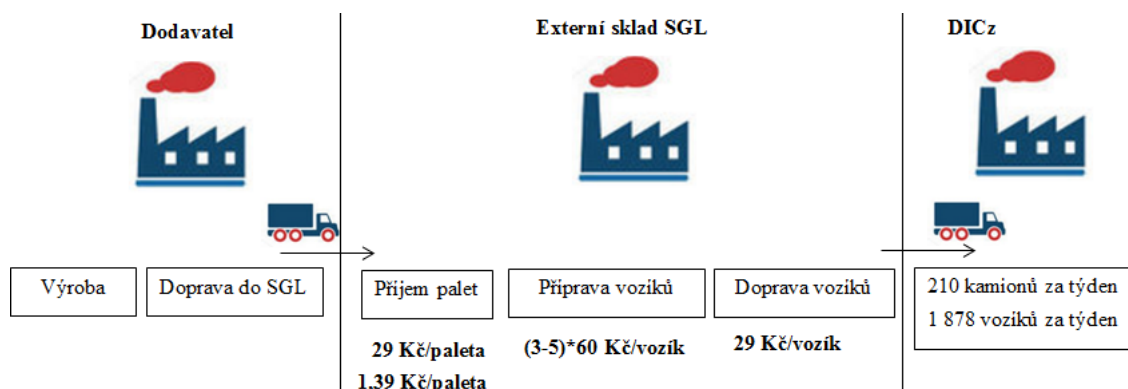 Dodavatel
Externí sklad SGL
DICz
Výroba
Doprava do SGL
Příjem palet
Příprava vozíků
Doprava vozíků
210 kamionů za týden
1 878 vozíků za týden
29 Kč/paleta
(3-5)*60 Kč/vozík
29 Kč/vozík
1,39 Kč/paleta